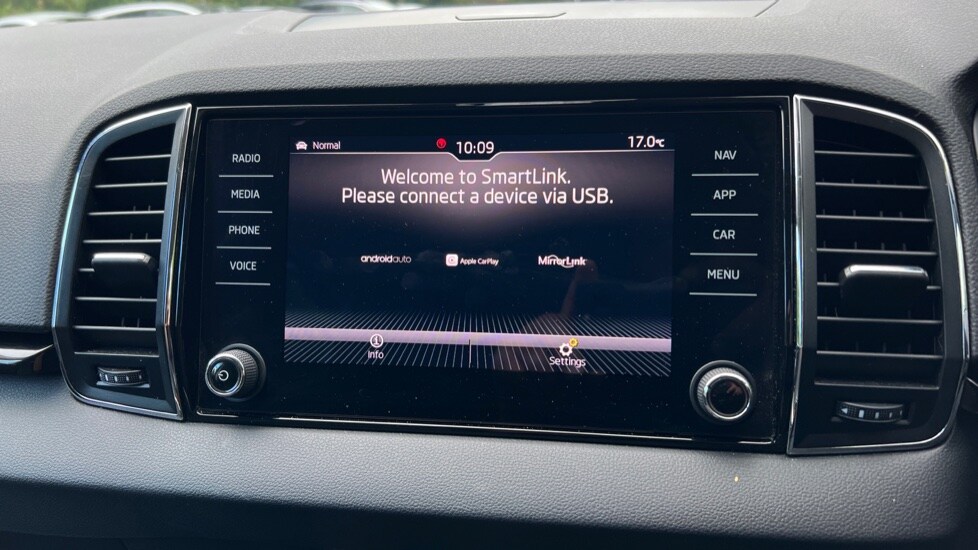 Normal
10:09
17.0°C
RADIO
MEDIA
PHONE
VOICE
Welcome to SmartLink.
Please connect a device via USB.
androidauto
Apple CarPlay
MirrorLink
Info
Settings
NAV
APP
CAR
MENU